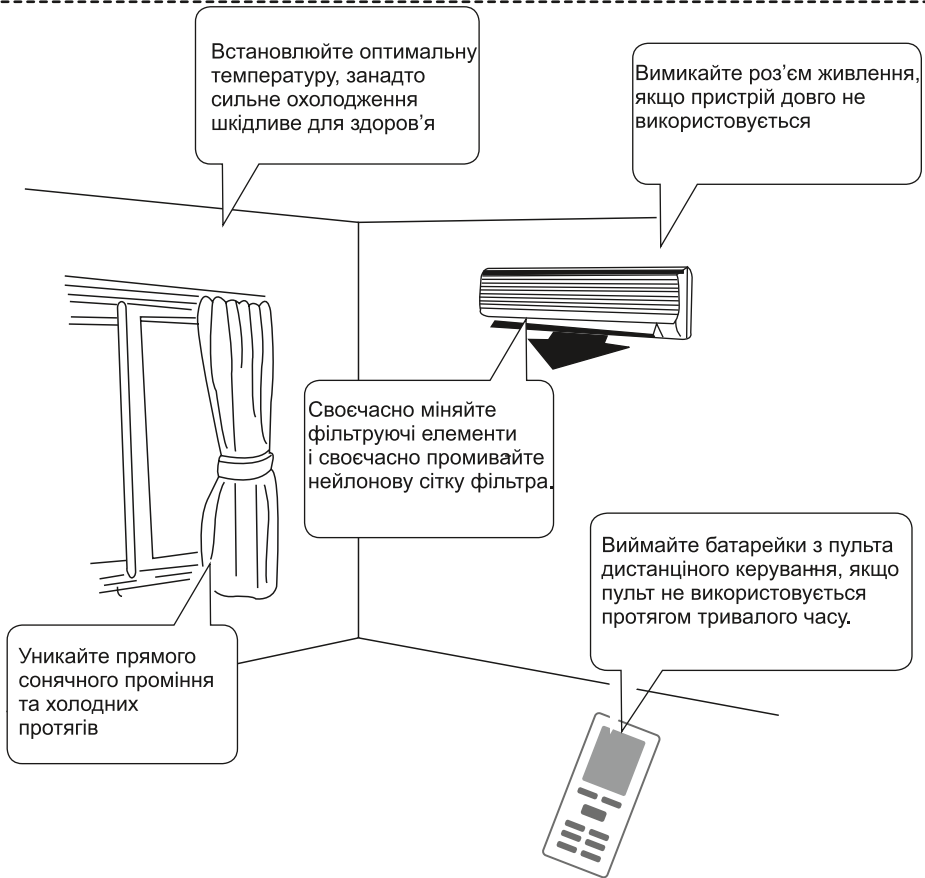 Встановлюйте оптимальну
температуру, занадто
сильне охолодження
шкідливе для здоров’я
Вимикайте роз’єм живлення,
якщо пристрій довго не
використовується
Своєчасно міняйте
фільтруючі елементи
і своєчасно промивайте
нейлонову сітку фільтра.
Виймайте батарейки з пульта
дистанціного керування, якщо
пульт не використовується
протягом тривалого часу.
Уникайте прямого
сонячного проміння
та холодних
протягів